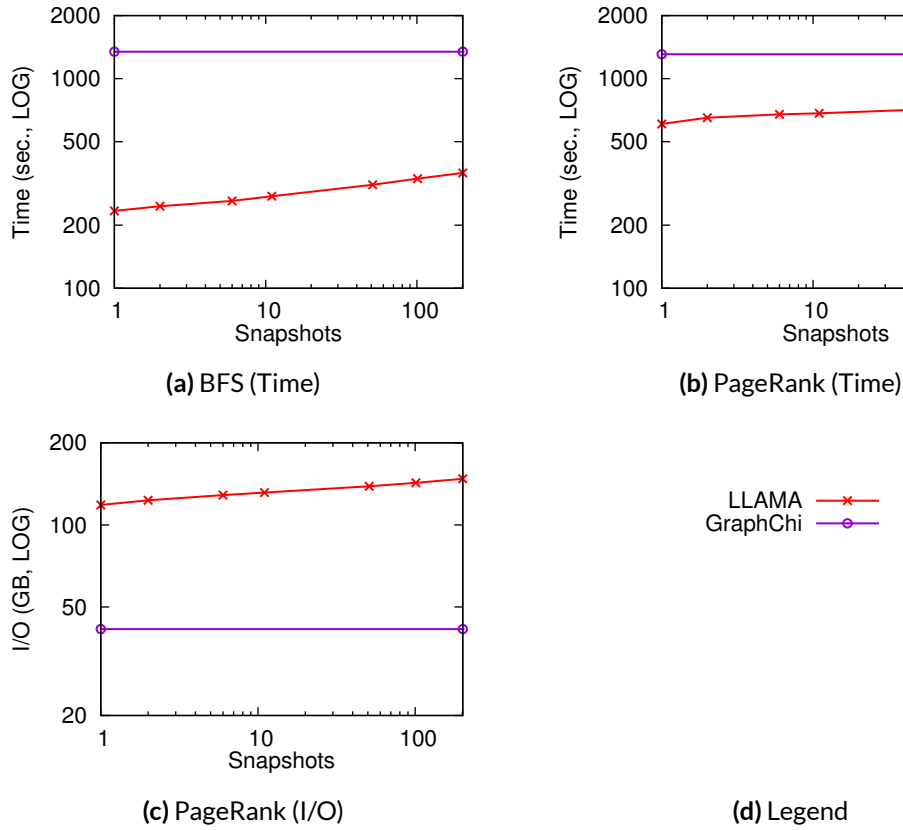 2000
1000
500
200
100
Time (sec., LOG)
1
10
100
Snapshots
(a) BFS (Time)
2000
1000
500
200
100
Time (sec., LOG)
1
10
Snapshots
(b) PageRank (Time)
200
100
50
20
I/O (GB, LOG)
1
10
100
Snapshots
(c) PageRank (I/O)
LLAMA
GraphChi
(d) Legend